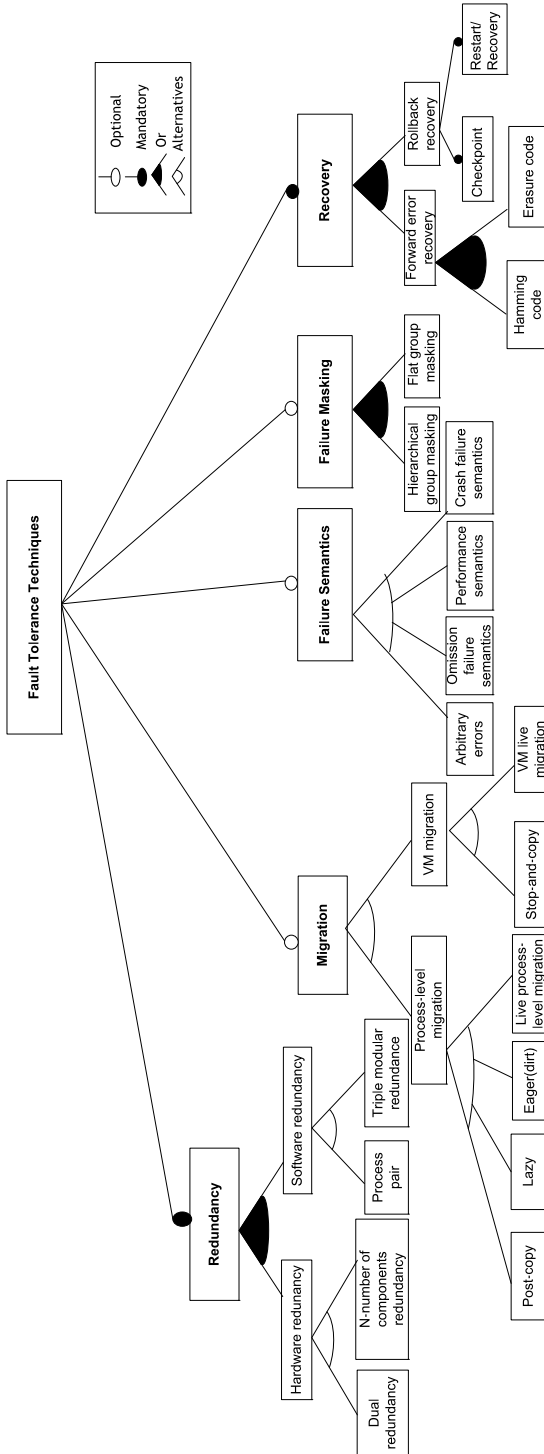 Fault Tolerance Techniques
Optional
Mandatory
Or
Alternatives
Redundancy
Migration
Failure Semantics
Failure Masking
Recovery
Hardware redunancy
Software redundancy
Process-level
migration
VM migration
Arbitrary
errors
Omission
failure
semantics
Performance
semantics
Crash failure
semantics
Hierarchical
group masking
Flat group
masking
Forward error
recovery
Rollback
recovery
Dual
redundancy
N-number of
components
redundancy
Process
pair
Triple modular
redundance
Post-copy
Lazy
Eager(dirt)
Live process-
level migration
Stop-and-copy
VM live
migration
Hamming
code
Erasure code
Checkpoint
Restart/
Recovery